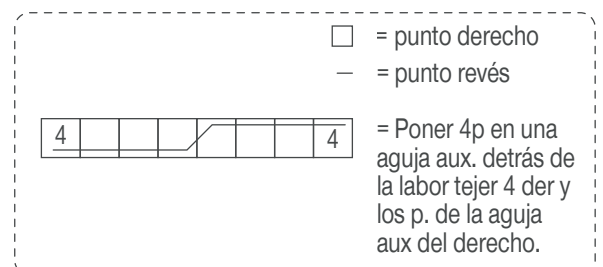 = punto derecho
= punto revés
4 4
= Poner 4p en una
aguja aux. detrás de
la labor tejer 4 der y
los p. de la aguja
aux del derecho.